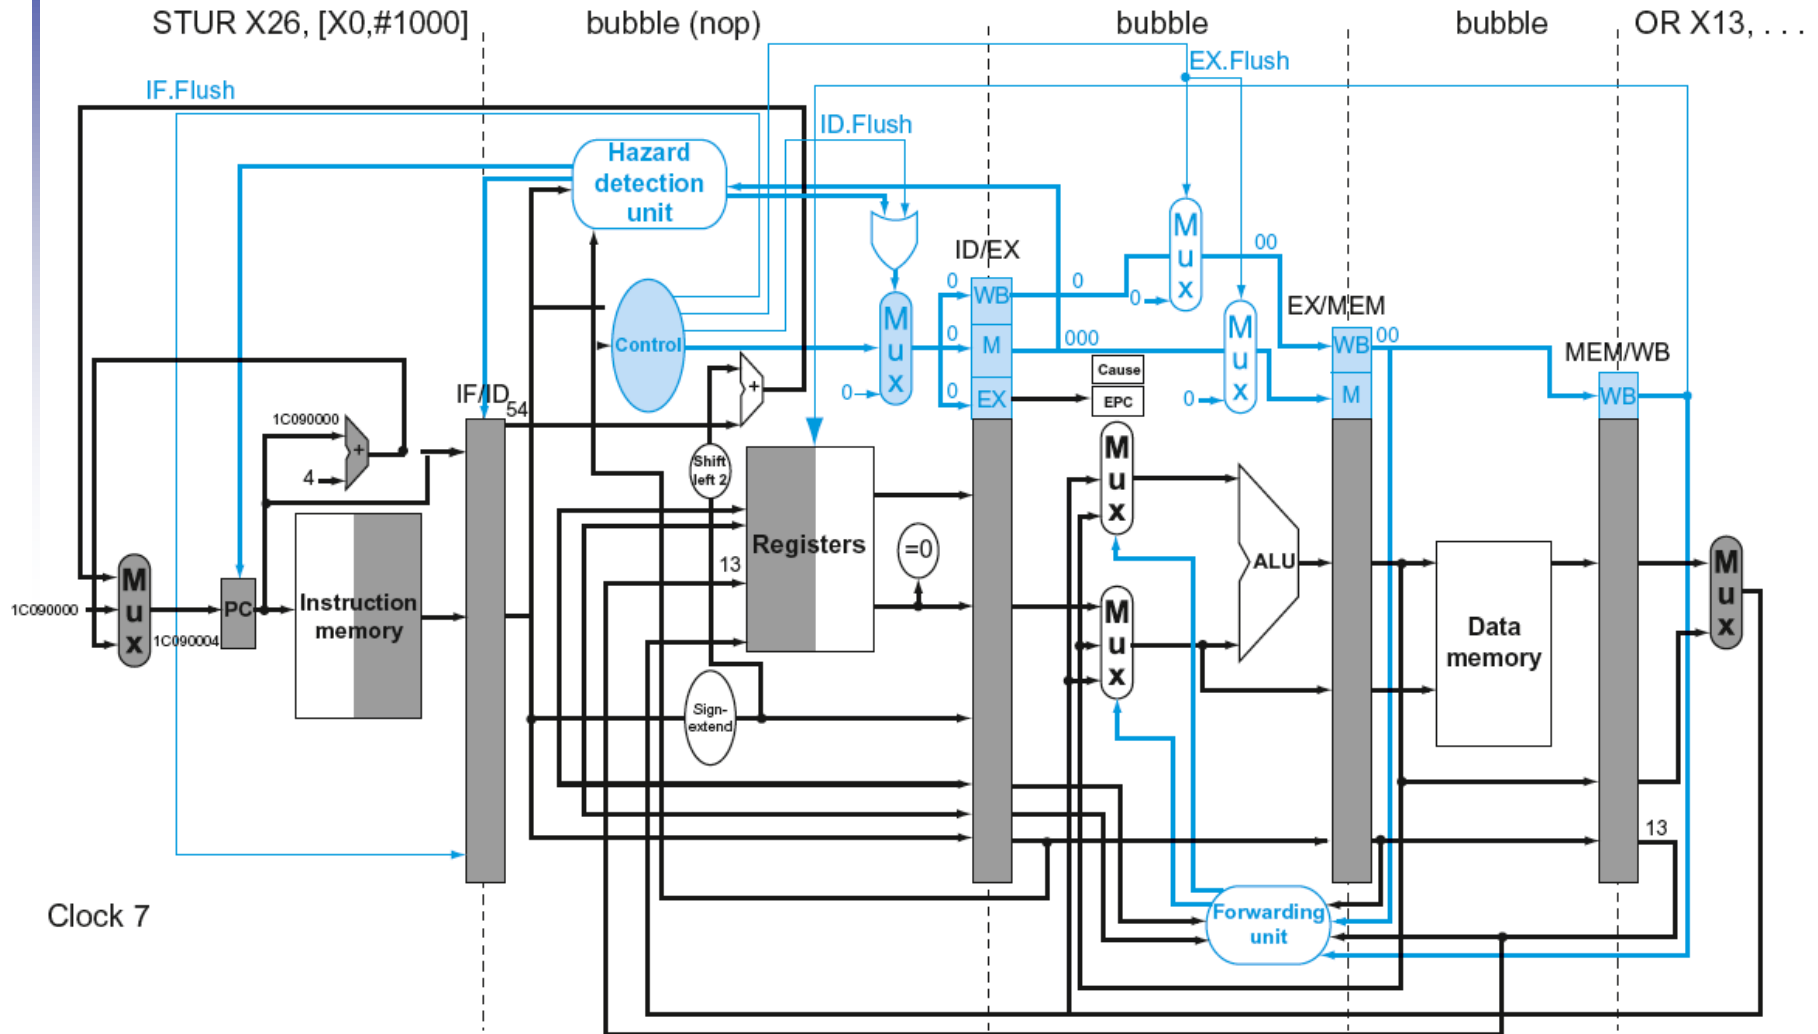 STUR X26, [X0,#1000]
bubble (nop)
bubble
bubble
OR X13, . . .
IF.Flush
EX.Flush
ID.Flush
Hazard
detection
unit
M
u
x
00
ID/EX
0
WB
0
0
EX/MEM
M
u
x
0
M
000
M
u
x
WB
00
MEM/WB
Control
Cause
0
0
EX
EPC
0
M
WB
IF/ID
54
+
1C090000
+
4
Shift
left 2
M
u
x
Registers
=0
ALU
13
M
u
x
1C090000
1C090004
PC
Instruction
memory
M
u
x
Data
memory
M
u
x
Sign-
extend
13
Clock 7
Forwarding
unit